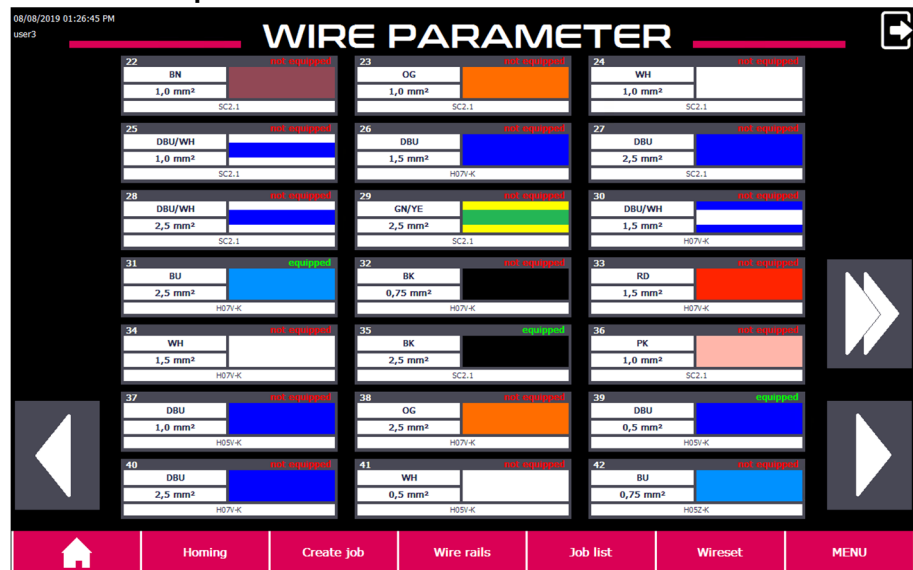 08/08/2019 01:26:45 PM
user3
WIRE PARAMETER
22 not equipped
BN
1,0 mm²
SC2.1
23 not equipped
OG
1,0 mm²
SC2.1
24 not equipped
WH
1,0 mm²
SC2.1
25 not equipped
DBU/WH
1,0 mm²
SC2.1
26 not equipped
DBU
1,5 mm²
H07V-K
27 not equipped
DBU
2,5 mm²
SC2.1
28 not equipped
DBU/WH
2,5 mm²
SC2.1
29 not equipped
GN/YE
2,5 mm²
SC2.1
30 not equipped
DBU/WH
1,5 mm²
H07V-K
31 equipped
BU
2,5 mm²
H07V-K
32 not equipped
BK
0,75 mm²
H07V-K
33 not equipped
RD
1,5 mm²
H07V-K
34 not equipped
WH
1,5 mm²
H07V-K
35 equipped
BK
2,5 mm²
SC2.1
36 not equipped
PK
1,0 mm²
SC2.1
37 not equipped
DBU
1,0 mm²
H05V-K
38 not equipped
OG
2,5 mm²
H07V-K
39 equipped
DBU
0,5 mm²
H05V-K
40 not equipped
DBU
2,5 mm²
H07V-K
41 not equipped
WH
0,5 mm²
H05V-K
42 not equipped
BU
0,75 mm²
H05Z-K
Homing
Create job
Wire rails
Job list
Wireset
MENU